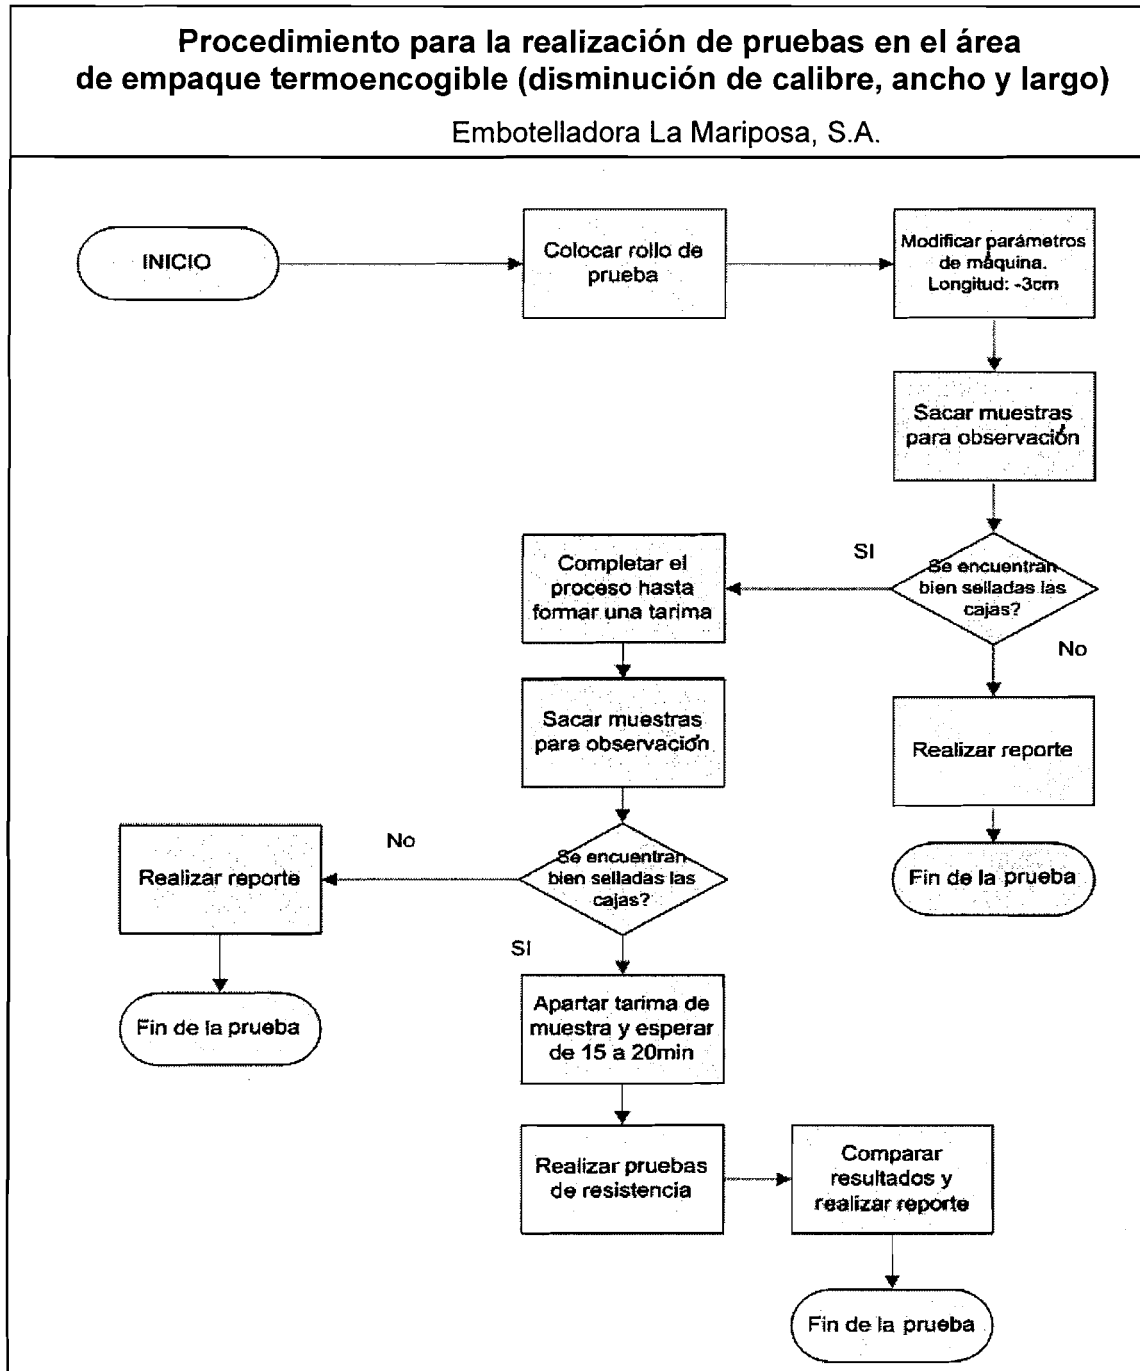 Procedimiento para la realización de pruebas en el área
de empaque termoencogible (disminución de calibre, ancho y largo)
Embotelladora La Mariposa, S.A.
INICIO
Colocar rollo de
prueba
Modificar parámetros
de máquina.
Longitud: -3cm
Sacar muestras
para observación
Se encuentran
bien selladas las
cajas?
SI
No
Completar el
proceso hasta
formar una tarima
Realizar reporte
Fin de la prueba
Sacar muestras
para observación
Se encuentran
bien selladas las
cajas?
No
SI
Realizar reporte
Fin de la prueba
Apartar tarima de
muestra y esperar
de 15 a 20min
Realizar pruebas
de resistencia
Comparar
resultados y
realizar reporte
Fin de la prueba